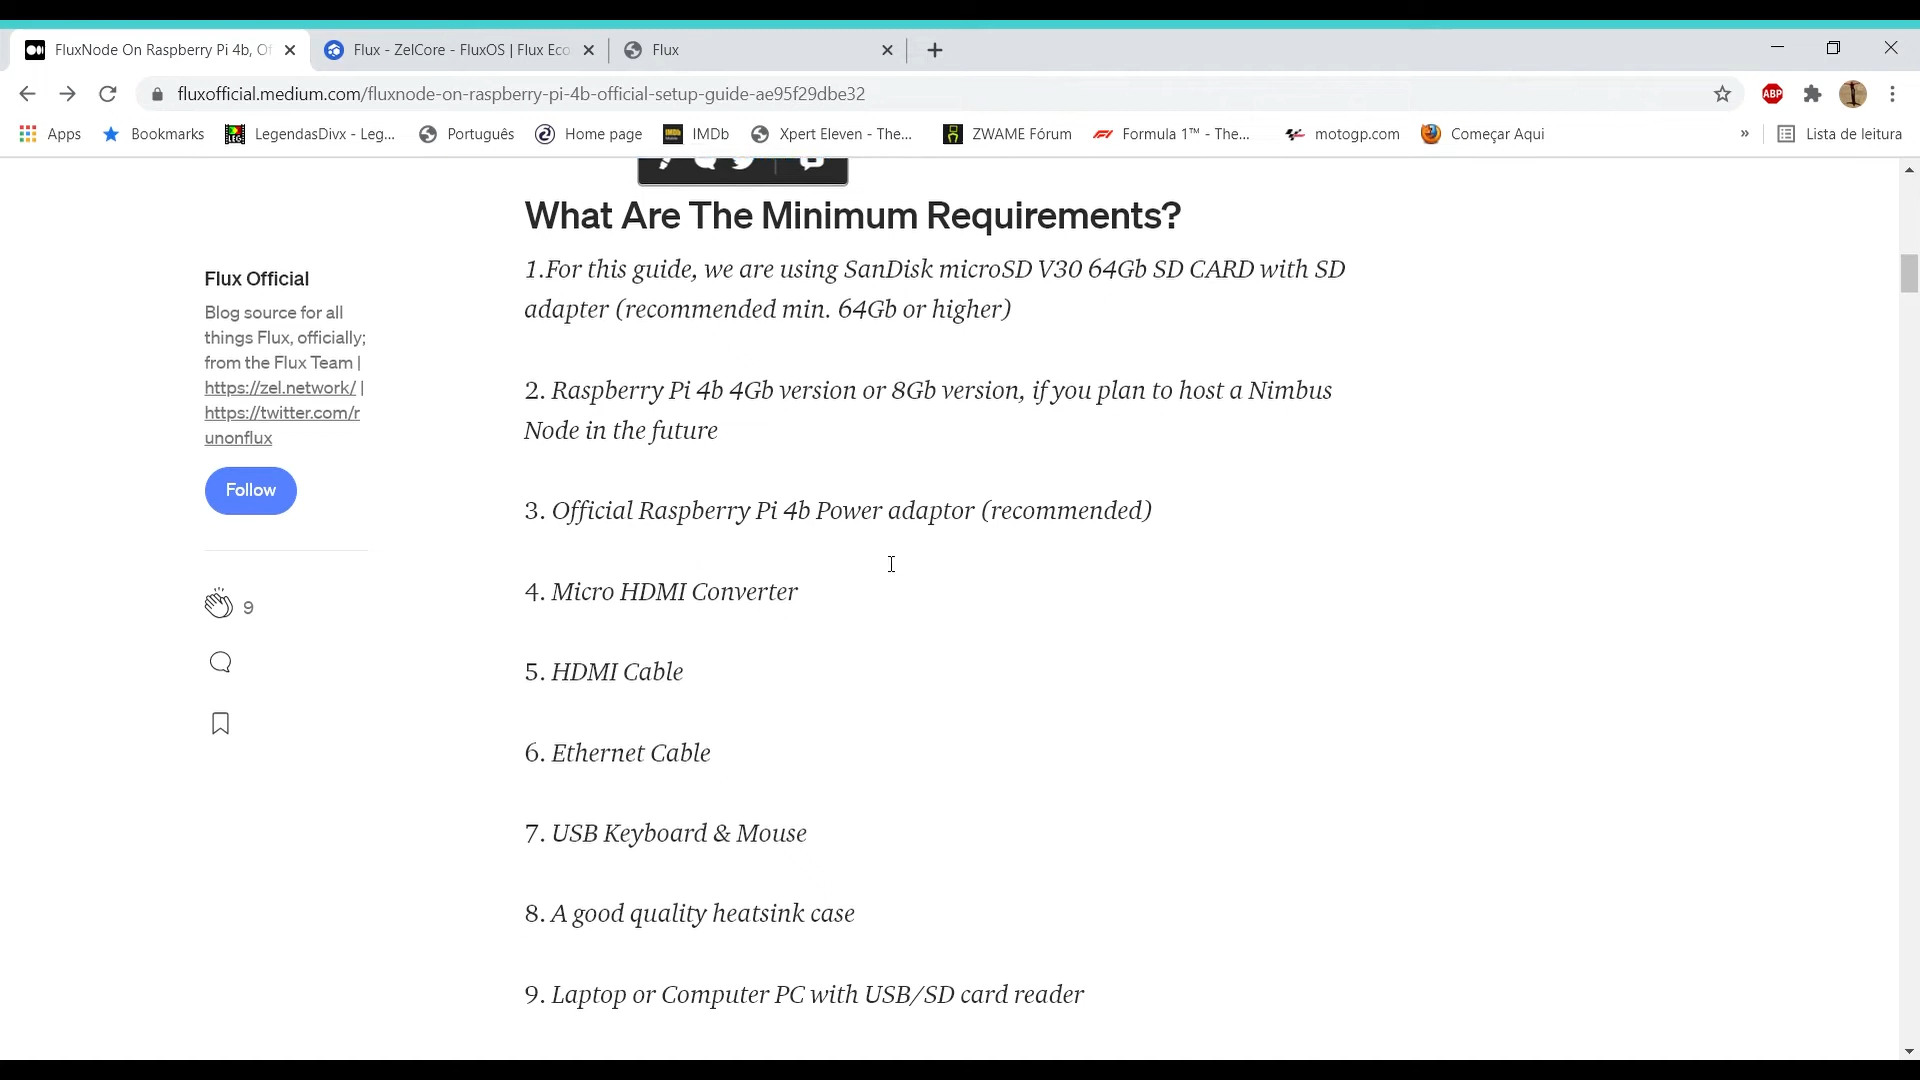 FluxNode On Raspberry Pi 4b, Of
Flux - ZelCore - FluxOS | Flux Eco
Flux
fluxofficial.medium.com/fluxnode-on-raspberry-pi-4b-official-setup-guide-ae95f29dbe32
ABP
Apps
Bookmarks
LegendasDivx - Leg...
Português
Home page
IMDb
Xpert Eleven - The...
ZWAME Fórum
Formula 1™ - The...
motogp.com
Começar Aqui
»
Lista de leitura
What Are The Minimum Requirements?
1.For this guide, we are using SanDisk microSD V30 64Gb SD CARD with SD
adapter (recommended min. 64Gb or higher)
2. Raspberry Pi 4b 4Gb version or 8Gb version, if you plan to host a Nimbus
Node in the future
3. Official Raspberry Pi 4b Power adaptor (recommended)
4. Micro HDMI Converter
5. HDMI Cable
6. Ethernet Cable
7. USB Keyboard & Mouse
8. A good quality heatsink case
9. Laptop or Computer PC with USB/SD card reader
Flux Official
Blog source for all
things Flux, officially;
from the Flux Team |
https://zel.network/ |
https://twitter.com/r
unonflux
Follow
9